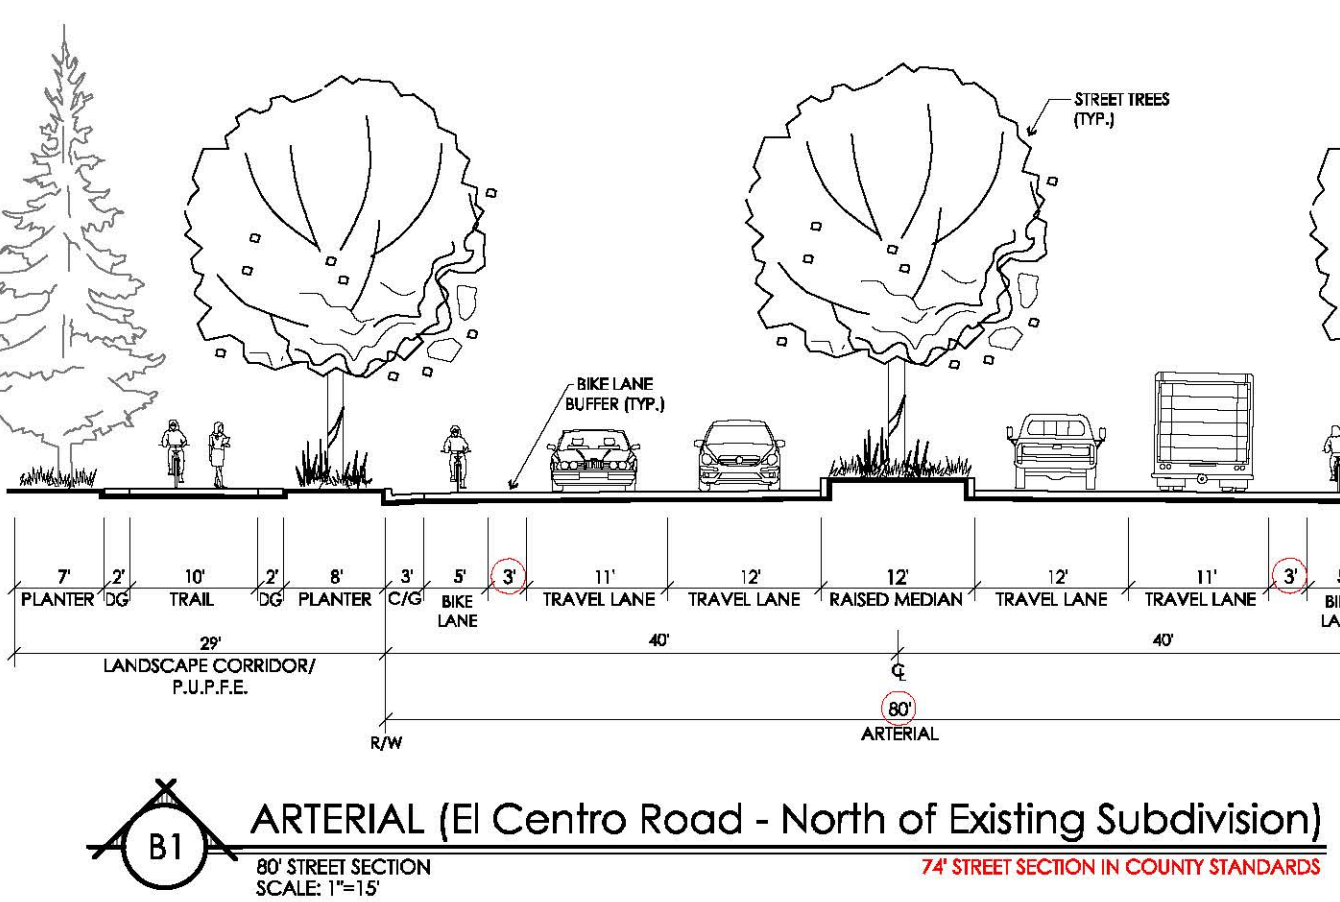 STREET TREES
(TYP.)
BIKE LANE
BUFFER (TYP.)
7' 2' 10' 2' 8' 3' 5' 3' 11' 12' 12' 12' 11' 3'
PLANTER DG TRAIL DG PLANTER C/G BIKE LANE TRAVEL LANE TRAVEL LANE RAISED MEDIAN TRAVEL LANE TRAVEL LANE
29' 40' 40'
LANDSCAPE CORRIDOR/
P.U.P.F.E.
80'
ARTERIAL
R/W
B1
ARTERIAL (El Centro Road - North of Existing Subdivision)
80' STREET SECTION
74' STREET SECTION IN COUNTY STANDARDS
SCALE: 1"=15'